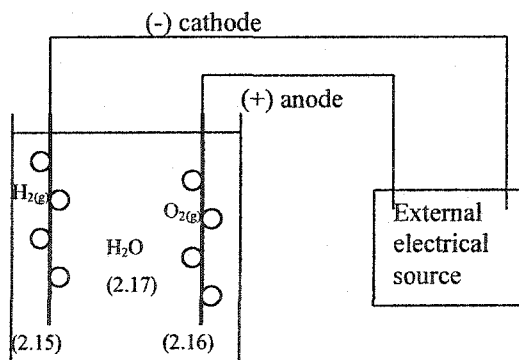 (-) cathode
(+) anode
H₂(g)
O₂(g)
H₂O
(2.17)
External
electrical
source
(2.15)
(2.16)